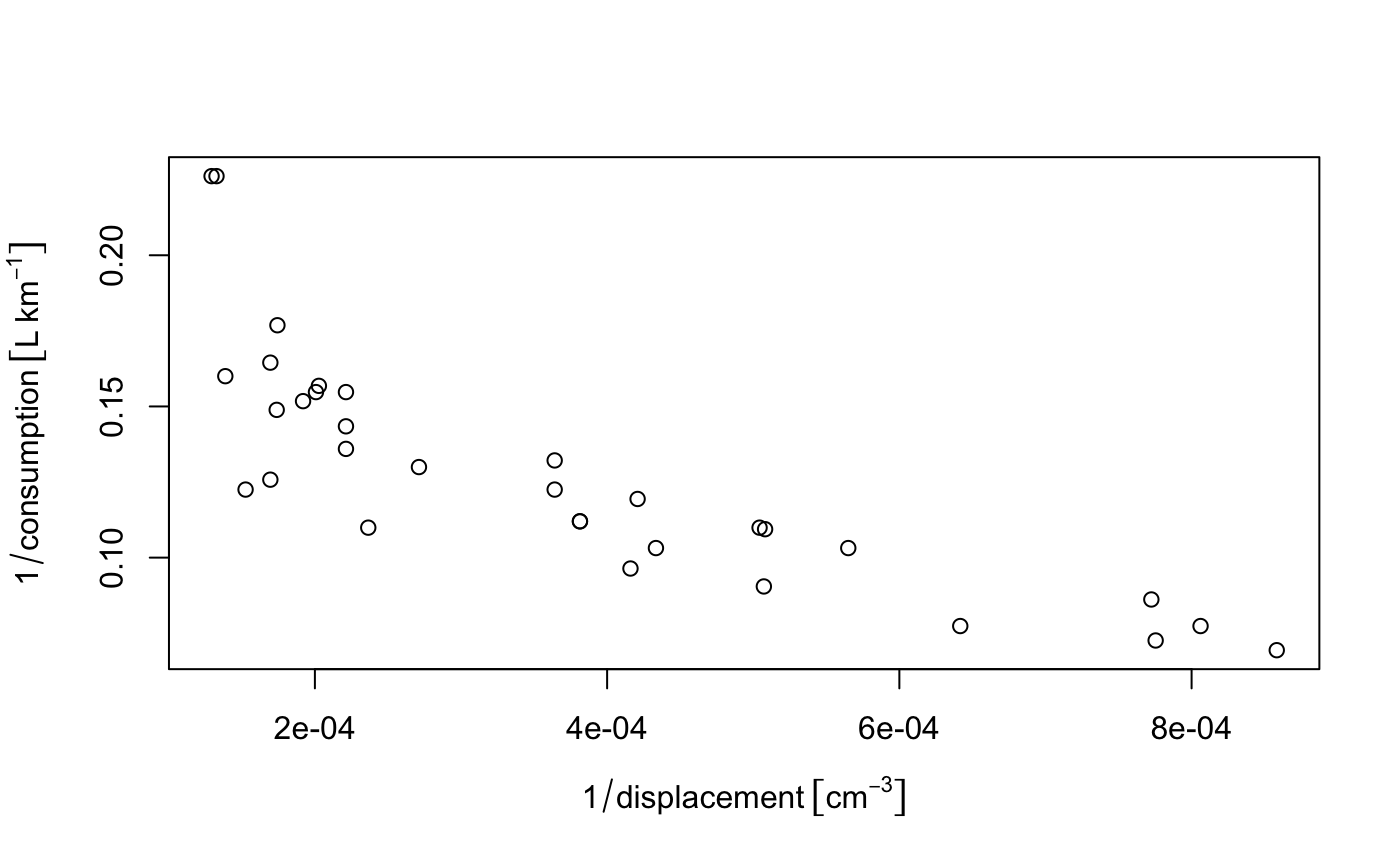 1/consumption [L km⁻¹]
0.20
0.15
0.10
2e-04 4e-04 6e-04 8e-04
1/displacement [cm⁻³]